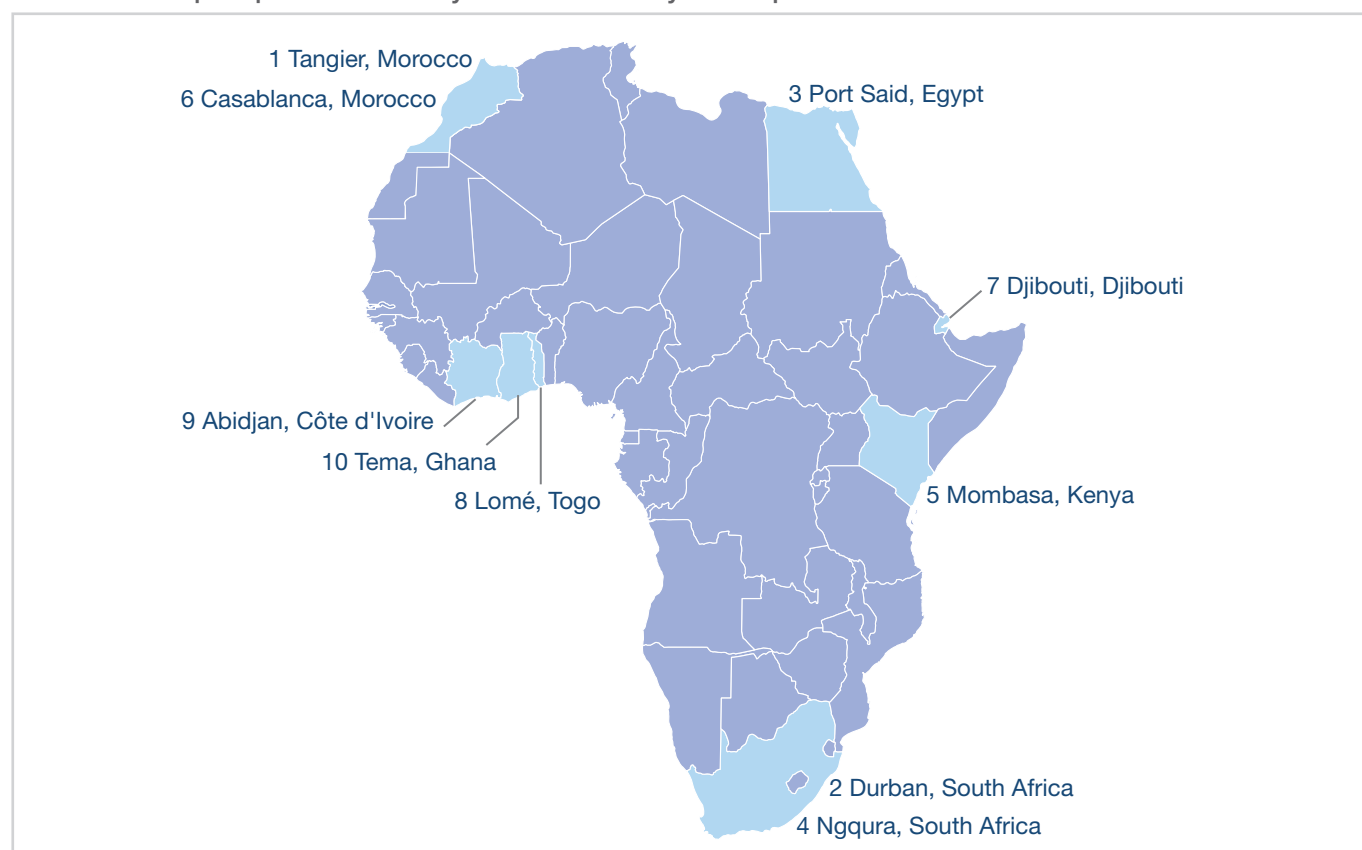 1 Tangier, Morocco
6 Casablanca, Morocco
3 Port Said, Egypt
7 Djibouti, Djibouti
9 Abidjan, Côte d'Ivoire
10 Tema, Ghana
8 Lomé, Togo
5 Mombasa, Kenya
2 Durban, South Africa
4 Ngqura, South Africa